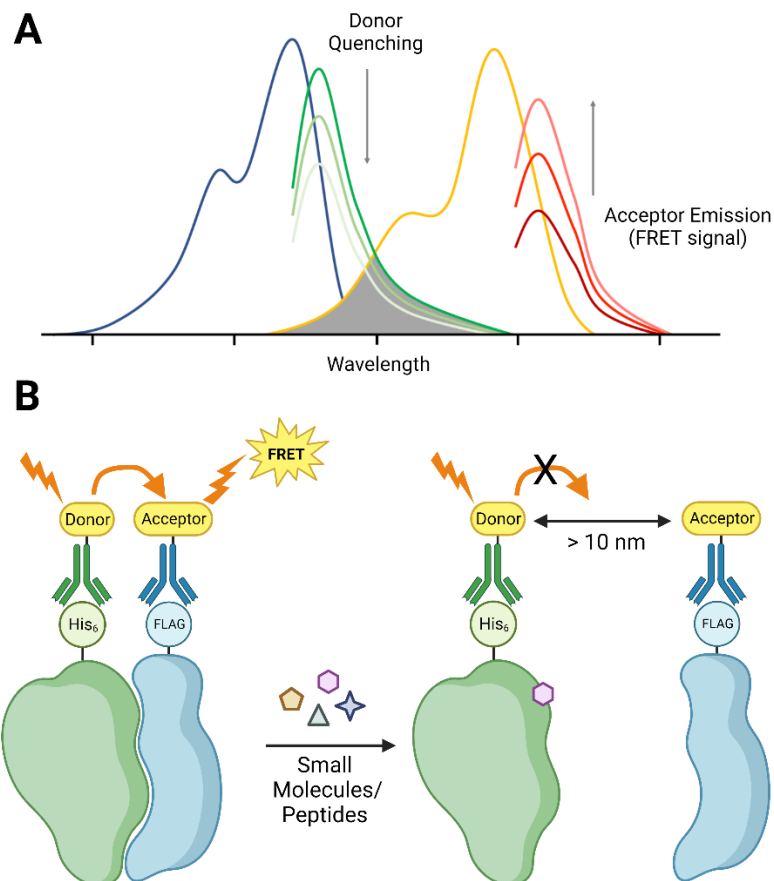 A
Donor
Quenching
Acceptor Emission
(FRET signal)
Wavelength
B
FRET
Donor
Acceptor
His₆
FLAG
Small
Molecules/
Peptides
X
Donor
> 10 nm
Acceptor
His₆
FLAG